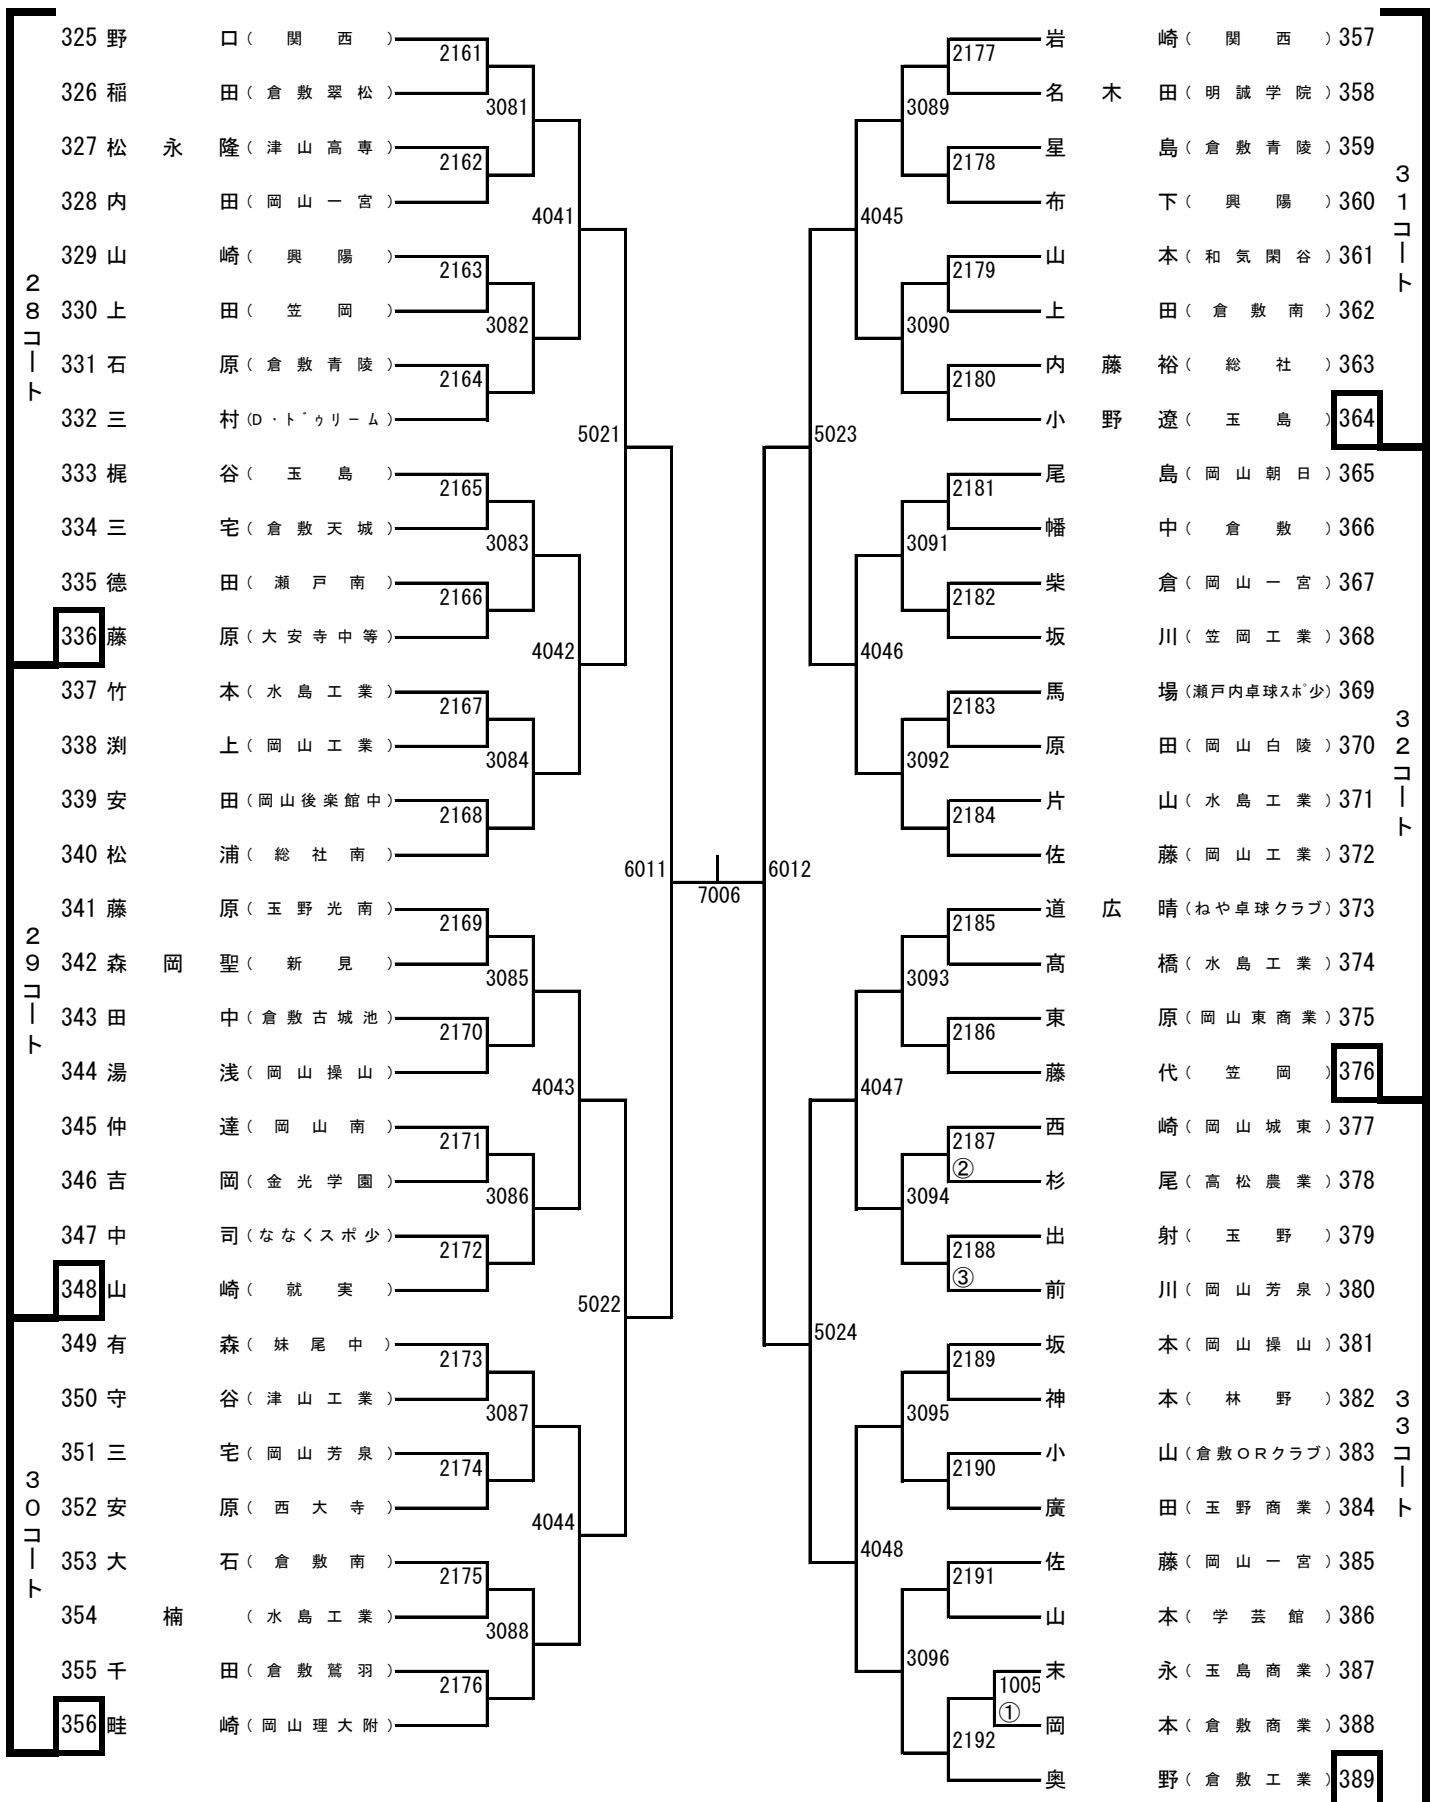 28コート
325 野口(関西)
326 稲田(倉敷翠松)
2161
3081
327 松永隆(津山高専)
328 内田(岡山一宮)
2162
4041
329 山崎(興陽)
330 上田(笠岡)
2163
3082
331 石原(倉敷青陵)
332 三村(D・ドゥリーム)
2164
5021
333 梶谷(玉島)
334 三宅(倉敷天城)
2165
3083
335 徳田(瀬戸南)
336 藤原(大安寺中等)
2166
4042
29コート
337 竹本(水島工業)
338 渕上(岡山工業)
2167
3084
339 安田(岡山後楽館中)
340 松浦(総社南)
2168
6011
341 藤原(玉野光南)
342 森岡聖(新見)
2169
3085
343 田中(倉敷古城池)
344 湯浅(岡山操山)
2170
4043
345 仲達(岡山南)
346 吉岡(金光学園)
2171
3086
347 中司(ななくスポ少)
348 山崎(就実)
2172
5022
30コート
349 有森(妹尾中)
350 守谷(津山工業)
2173
3087
351 三宅(岡山芳泉)
352 安原(西大寺)
2174
4044
353 大石(倉敷南)
354 楠(水島工業)
2175
3088
355 千田(倉敷鷲羽)
356 畦崎(岡山理大附)
2176
7006
31コート
岩崎(関西) 357
名木田(明誠学院) 358
2177
3089
星島(倉敷青陵) 359
布下(興陽) 360
2178
4045
山本(和気閑谷) 361
上田(倉敷南) 362
2179
3090
内藤裕(総社) 363
小野遼(玉島) 364
2180
5023
32コート
尾島(岡山朝日) 365
幡中(倉敷) 366
2181
3091
柴倉(岡山一宮) 367
坂川(笠岡工業) 368
2182
4046
馬場(瀬戸内卓球スポ少) 369
原田(岡山白陵) 370
2183
3092
片山(水島工業) 371
佐藤(岡山工業) 372
2184
6012
道広晴(ねや卓球クラブ) 373
髙橋(水島工業) 374
2185
3093
東原(岡山東商業) 375
藤代(笠岡) 376
2186
4047
33コート
西崎(岡山城東) 377
杉尾(高松農業) 378
2187
②
3094
出射(玉野) 379
前川(岡山芳泉) 380
2188
③
5024
坂本(岡山操山) 381
神本(林野) 382
2189
3095
小山(倉敷ORクラブ) 383
廣田(玉野商業) 384
2190
4048
佐藤(岡山一宮) 385
山本(学芸館) 386
2191
3096
末永(玉島商業) 387
岡本(倉敷商業) 388
1005
①
2192
奥野(倉敷工業) 389